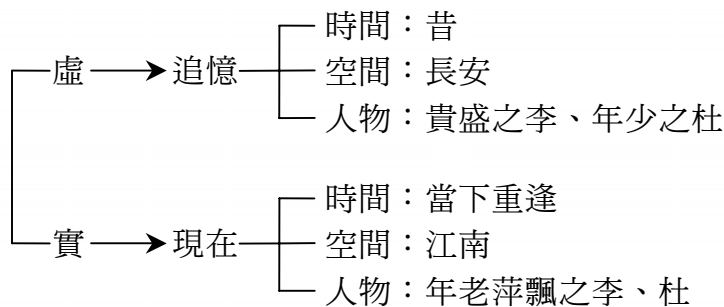 時間：昔
虛 追憶 空間：長安
人物：貴盛之李、年少之杜
時間：當下重逢
實 現在 空間：江南
人物：年老萍飄之李、杜